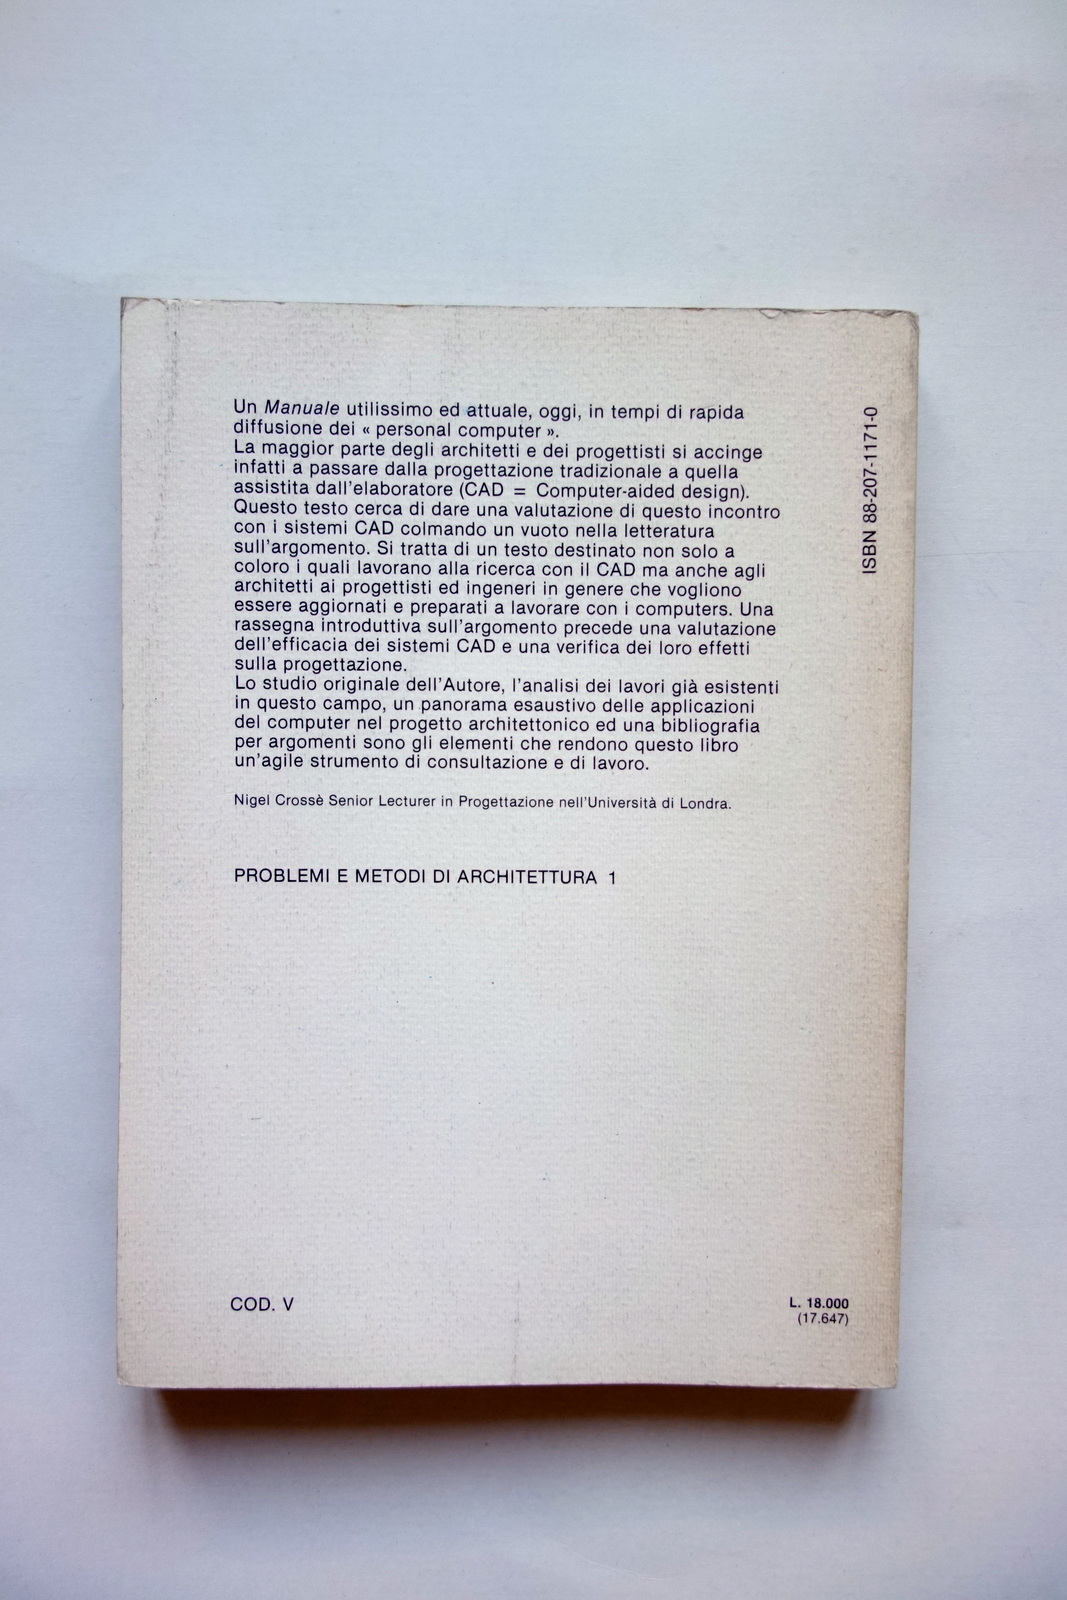 Un Manuale utilissimo ed attuale, oggi, in tempi di rapida
diffusione dei « personal computer ».
La maggior parte degli architetti e dei progettisti si accinge
infatti a passare dalla progettazione tradizionale a quella
assistita dall'elaboratore (CAD = Computer-aided design).
Questo testo cerca di dare una valutazione di questo incontro
con i sistemi CAD colmando un vuoto nella letteratura
sull'argomento. Si tratta di un testo destinato non solo a
coloro i quali lavorano alla ricerca con il CAD ma anche agli
architetti ai progettisti ed ingeneri in genere che vogliono
essere aggiornati e preparati a lavorare con i computers. Una
rassegna introduttiva sull'argomento precede una valutazione
dell'efficacia dei sistemi CAD e una verifica dei loro effetti
sulla progettazione.
Lo studio originale dell'Autore, l'analisi dei lavori già esistenti
in questo campo, un panorama esaustivo delle applicazioni
del computer nel progetto architettonico ed una bibliografia
per argomenti sono gli elementi che rendono questo libro
un'agile strumento di consultazione e di lavoro.
Nigel Crossè Senior Lecturer in Progettazione nell'Università di Londra.
PROBLEMI E METODI DI ARCHITETTURA 1
ISBN 88-207-1171-0
COD. V
L. 18.000
(17.647)